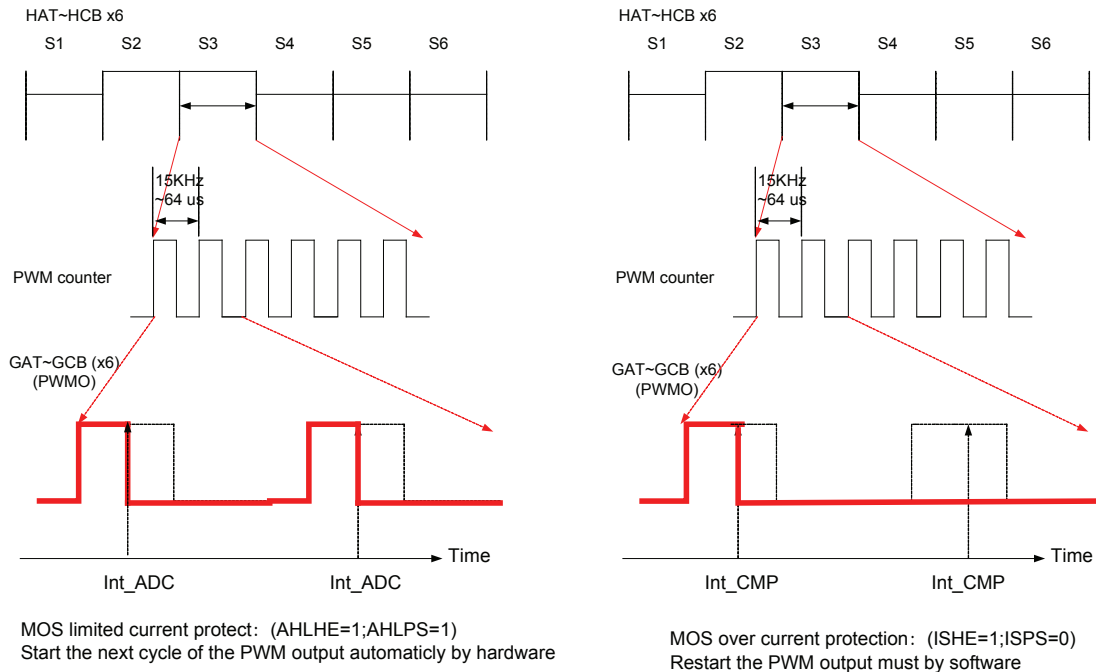 HAT~HCB x6
S1 S2 S3 S4 S5 S6
15KHz
~64 us
PWM counter
GAT~GCB (x6)
(PWMO)
Time
Int_ADC Int_ADC
MOS limited current protect: (AHLHE=1;AHLPS=1)
Start the next cycle of the PWM output automaticly by hardware
HAT~HCB x6
S1 S2 S3 S4 S5 S6
15KHz
~64 us
PWM counter
GAT~GCB (x6)
(PWMO)
Time
Int_CMP Int_CMP
MOS over current protection: (ISHE=1;ISPS=0)
Restart the PWM output must by software